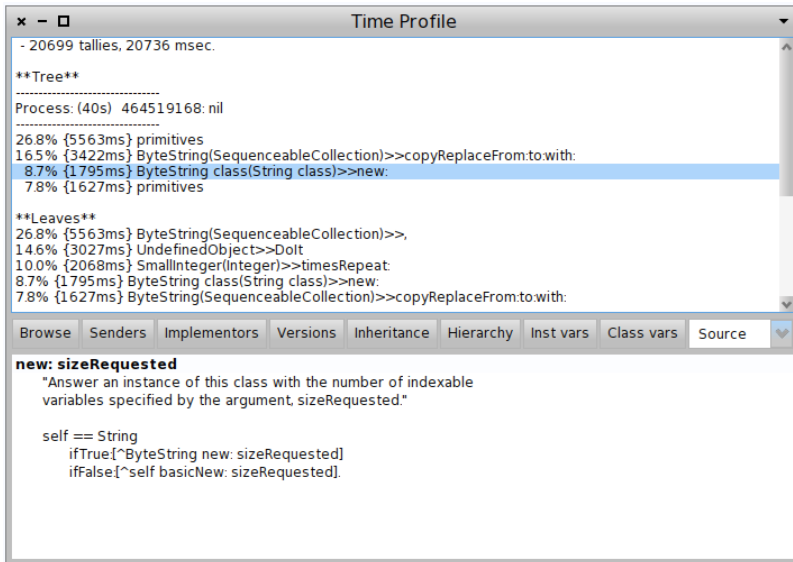 Time Profile
- 20699 tallies, 20736 msec.
**Tree**
--------------------------------
Process: (40s) 464519168: nil
--------------------------------
26.8% {5563ms} primitives
16.5% {3422ms} ByteString(SequenceableCollection)>>copyReplaceFrom:to:with:
8.7% {1795ms} ByteString class(String class)>>new:
7.8% {1627ms} primitives
**Leaves**
26.8% {5563ms} ByteString(SequenceableCollection)>>,
14.6% {3027ms} UndefinedObject>>DoIt
10.0% {2068ms} SmallInteger(Integer)>>timesRepeat:
8.7% {1795ms} ByteString class(String class)>>new:
7.8% {1627ms} ByteString(SequenceableCollection)>>copyReplaceFrom:to:with:
Browse Senders Implementors Versions Inheritance Hierarchy Inst vars Class vars Source
new: sizeRequested
"Answer an instance of this class with the number of indexable
variables specified by the argument, sizeRequested."
self == String
ifTrue:[^ByteString new: sizeRequested]
ifFalse:[^self basicNew: sizeRequested].